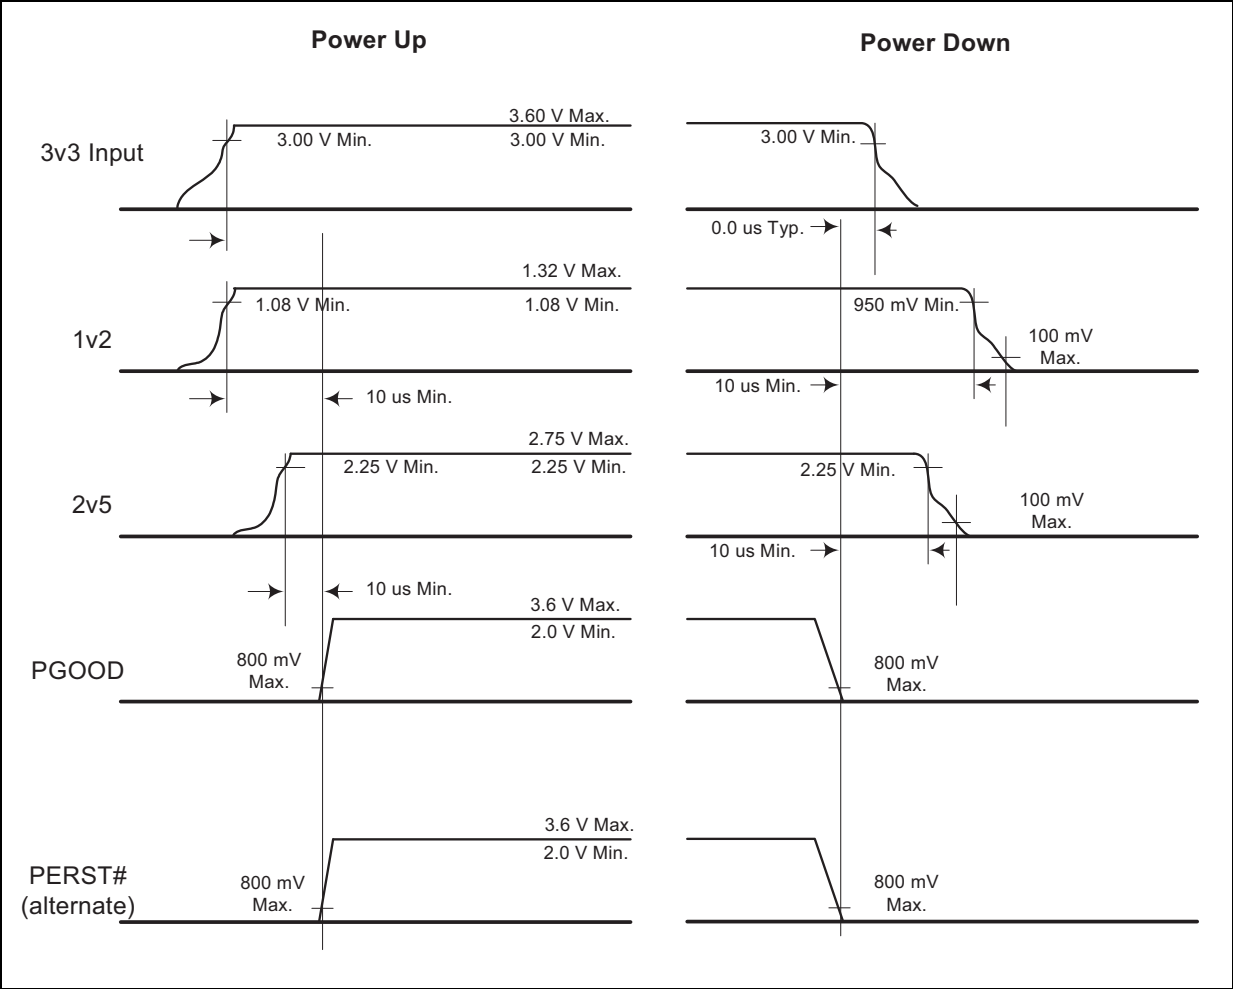 Power Up
Power Down
3v3 Input
3.00 V Min.
3.60 V Max.
3.00 V Min.
3.00 V Min.
0.0 us Typ.
1v2
1.08 V Min.
1.32 V Max.
1.08 V Min.
950 mV Min.
100 mV
Max.
10 us Min.
10 us Min.
2v5
2.25 V Min.
2.75 V Max.
2.25 V Min.
2.25 V Min.
100 mV
Max.
10 us Min.
10 us Min.
PGOOD
800 mV
Max.
3.6 V Max.
2.0 V Min.
800 mV
Max.
PERST#
(alternate)
800 mV
Max.
3.6 V Max.
2.0 V Min.
800 mV
Max.